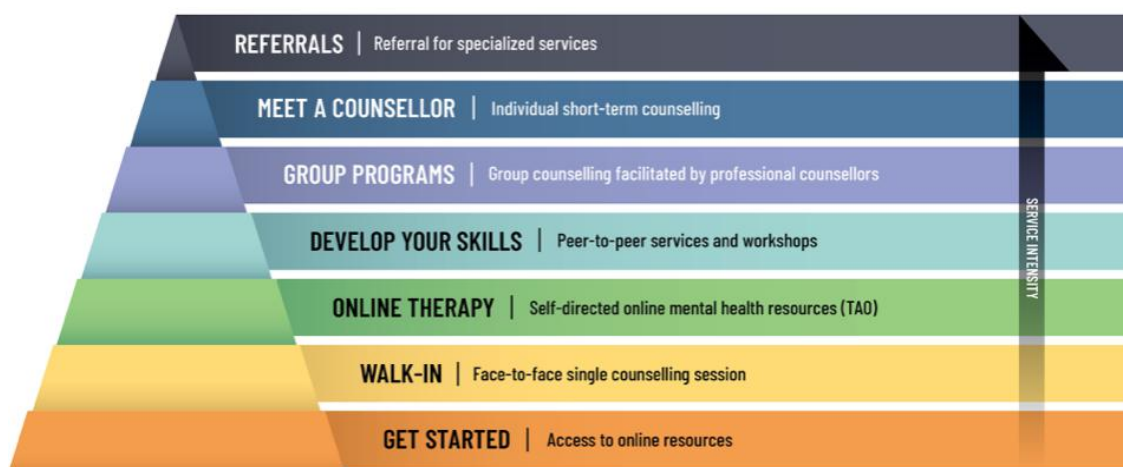 REFERRALS | Referral for specialized services
MEET A COUNSELLOR | Individual short-term counselling
GROUP PROGRAMS | Group counselling facilitated by professional counsellors
DEVELOP YOUR SKILLS | Peer-to-peer services and workshops
ONLINE THERAPY | Self-directed online mental health resources (TAO)
WALK-IN | Face-to-face single counselling session
GET STARTED | Access to online resources
SERVICE INTENSITY